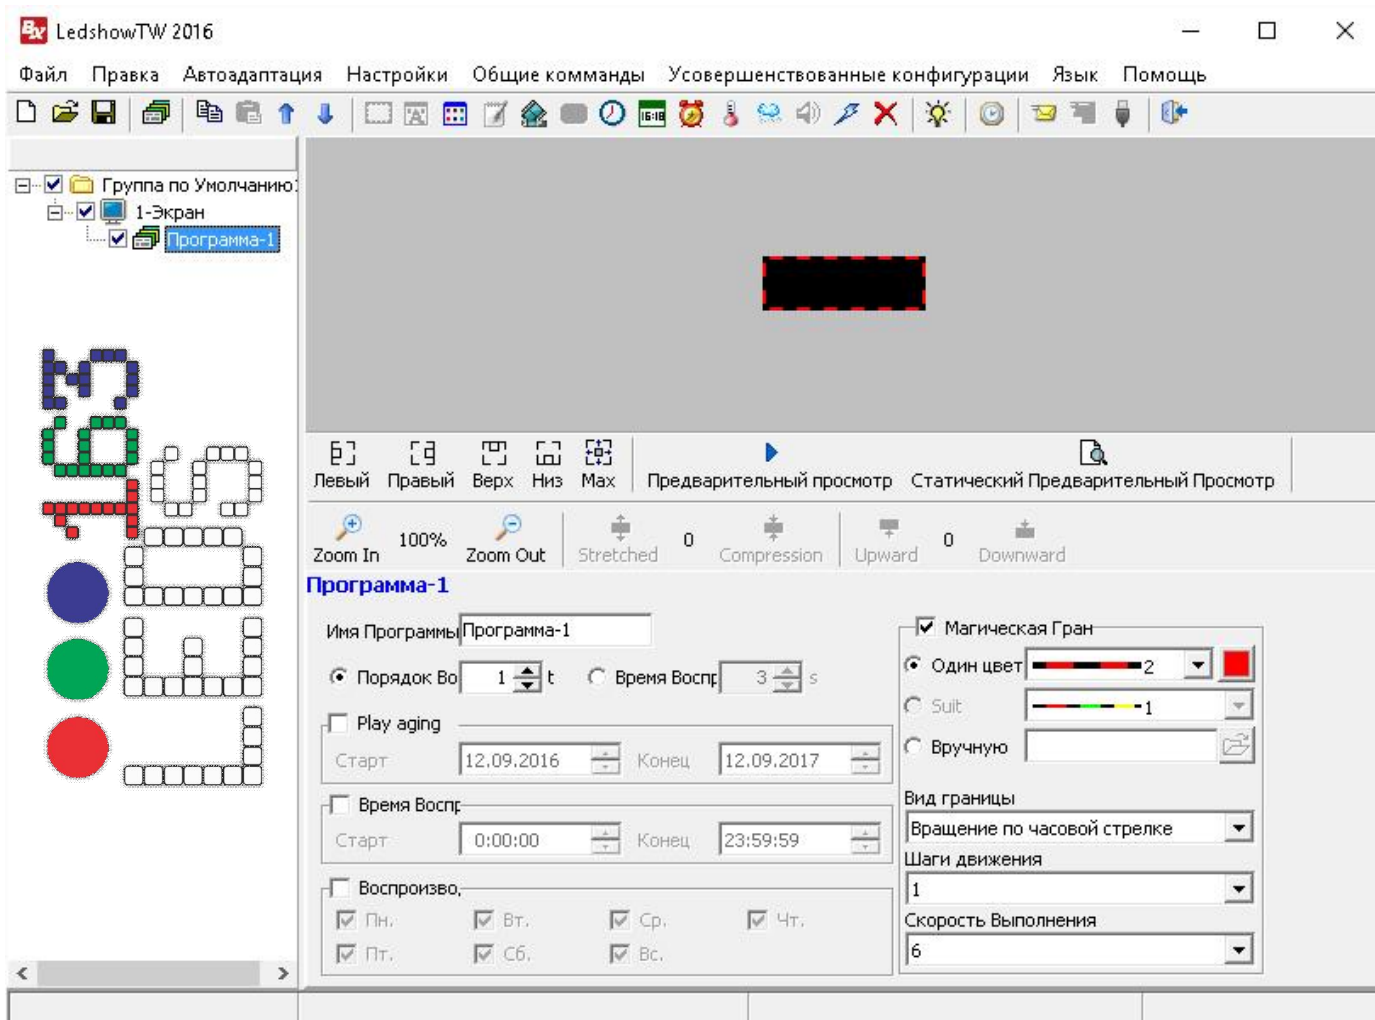 BX LedshowTW 2016
Файл Правка Автоадаптация Настройки Общие комманды Усовершенствованные конфигурации Язык Помощь
Группа по Умолчанию
1-Экран
Программа-1
Левый Правый Верх Низ Max Предварительный просмотр Статический Предварительный Просмотр
Zoom In 100% Zoom Out Stretched 0 Compression Upward 0 Downward
Программа-1
Имя Программы Программа-1
Порядок Во 1 t Время Воспр 3 s
Play aging
Старт 12.09.2016 Конец 12.09.2017
Время Воспр
Старт 0:00:00 Конец 23:59:59
Воспроизво
Пн. Вт. Ср. Чт.
Пт. Сб. Вс.
Магическая Гран
Один цвет 2
Suit 1
Вручную
Вид границы
Вращение по часовой стрелке
Шаги движения
1
Скорость Выполнения
6
LEDS
163